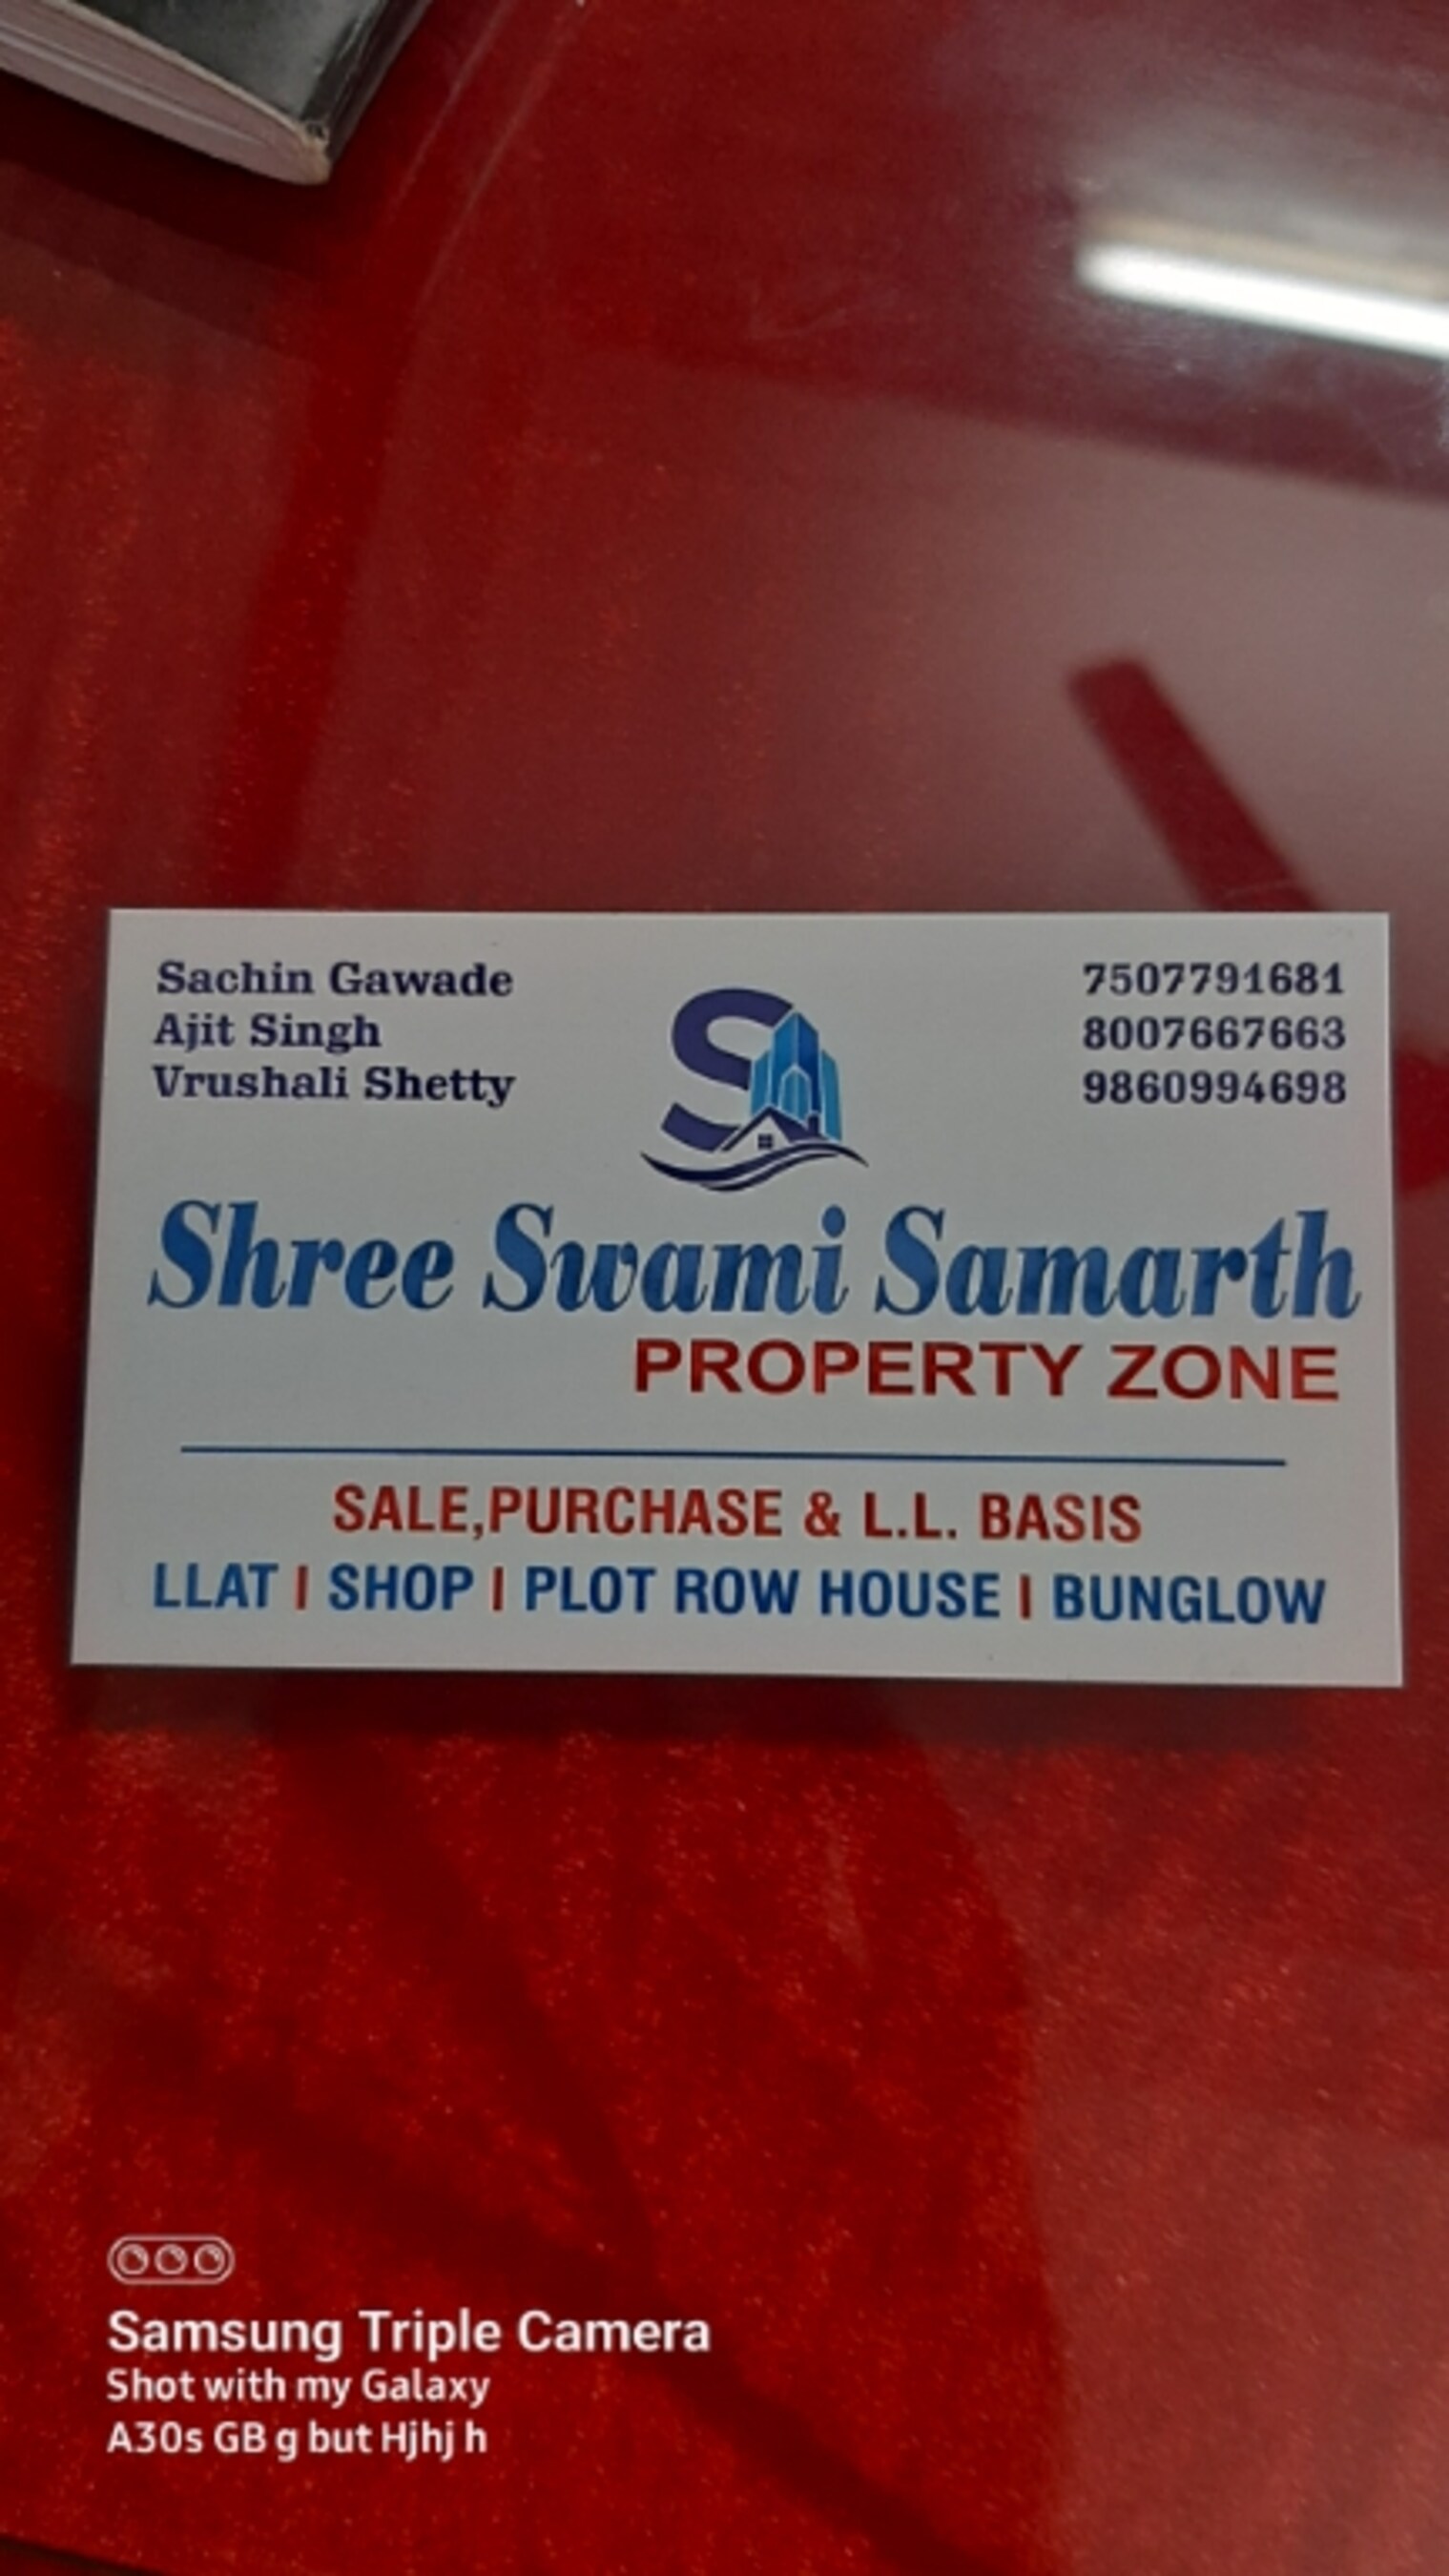 Sachin Gawade 7507791681
Ajit Singh 8007667663
Vrushali Shetty 9860994698
S
Shree Swami Samarth
PROPERTY ZONE
SALE,PURCHASE & L.L. BASIS
LLAT | SHOP | PLOT ROW HOUSE | BUNGLOW
Samsung Triple Camera
Shot with my Galaxy
A30s GB g but Hjhj h